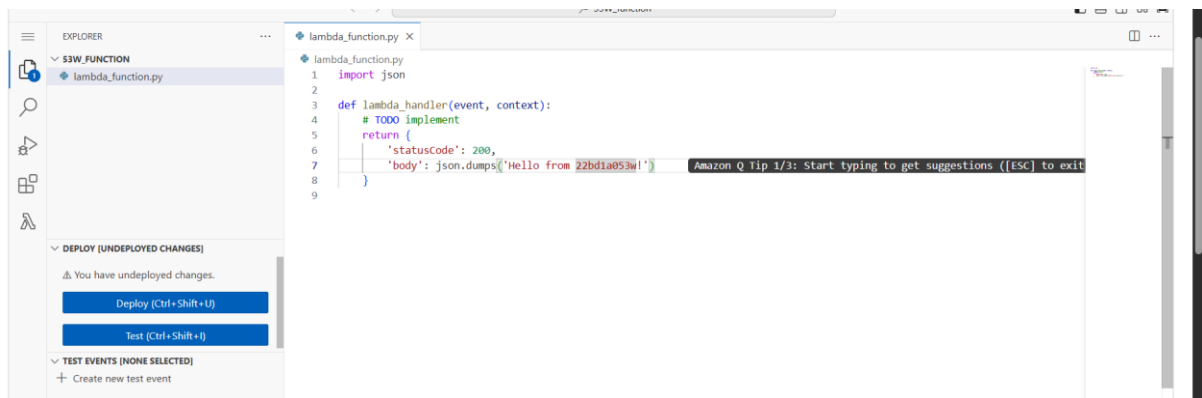 EXPLORER
···
53W_FUNCTION
lambda_function.py
1
lambda_function.py ×
lambda_function.py
1 import json
2
3 def lambda_handler(event, context):
4 # TODO implement
5 return {
6 'statusCode': 200,
7 'body': json.dumps('Hello from 22bd1a053w!') Amazon Q Tip 1/3: Start typing to get suggestions ([ESC] to exit
8 }
9
DEPLOY [UNDEPLOYED CHANGES]
You have undeployed changes.
Deploy (Ctrl+Shift+U)
Test (Ctrl+Shift+I)
TEST EVENTS [NONE SELECTED]
+ Create new test event